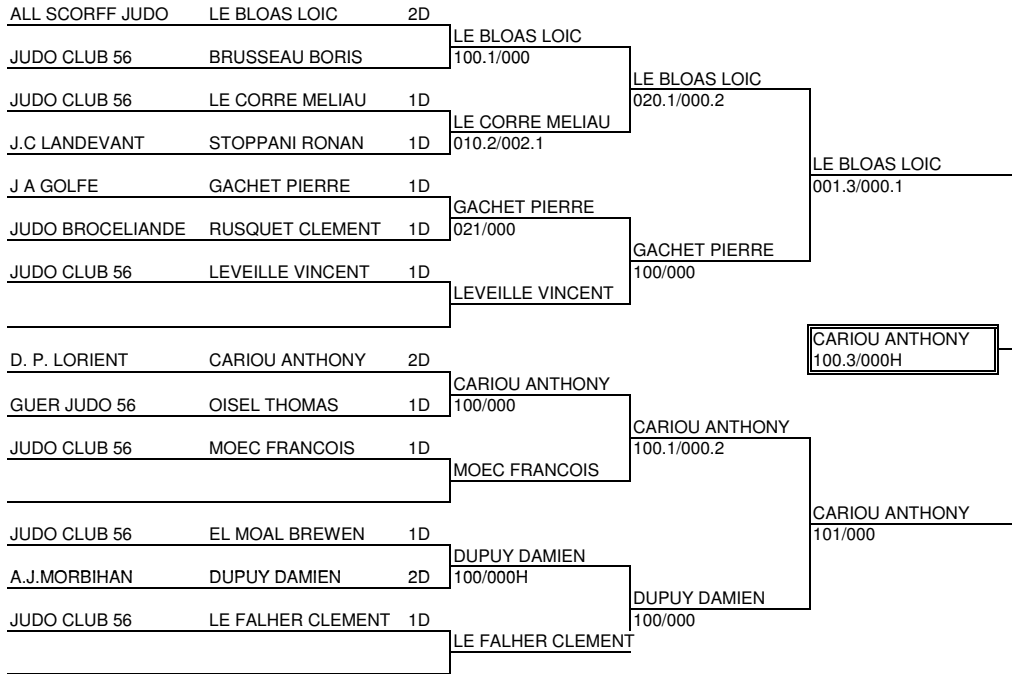 ALL SCORFF JUDO LE BLOAS LOIC 2D
LE BLOAS LOIC
JUDO CLUB 56 BRUSSEAU BORIS 100.1/000
LE BLOAS LOIC
JUDO CLUB 56 LE CORRE MELIAU 1D 020.1/000.2
LE CORRE MELIAU
J.C LANDEVANT STOPPANI RONAN 1D 010.2/002.1
LE BLOAS LOIC
J A GOLFE GACHET PIERRE 1D 001.3/000.1
GACHET PIERRE
JUDO BROCELIANDE RUSQUET CLEMENT 1D 021/000
GACHET PIERRE
JUDO CLUB 56 LEVEILLE VINCENT 1D 100/000
LEVEILLE VINCENT
CARIOU ANTHONY
D. P. LORIENT CARIOU ANTHONY 2D 100.3/000H
CARIOU ANTHONY
GUER JUDO 56 OISEL THOMAS 1D 100/000
CARIOU ANTHONY
JUDO CLUB 56 MOEC FRANCOIS 1D 100.1/000.2
MOEC FRANCOIS
CARIOU ANTHONY
JUDO CLUB 56 EL MOAL BREWEN 1D 101/000
DUPUY DAMIEN
A.J.MORBIHAN DUPUY DAMIEN 2D 100/000H
DUPUY DAMIEN
JUDO CLUB 56 LE FALHER CLEMENT 1D 100/000
LE FALHER CLEMENT